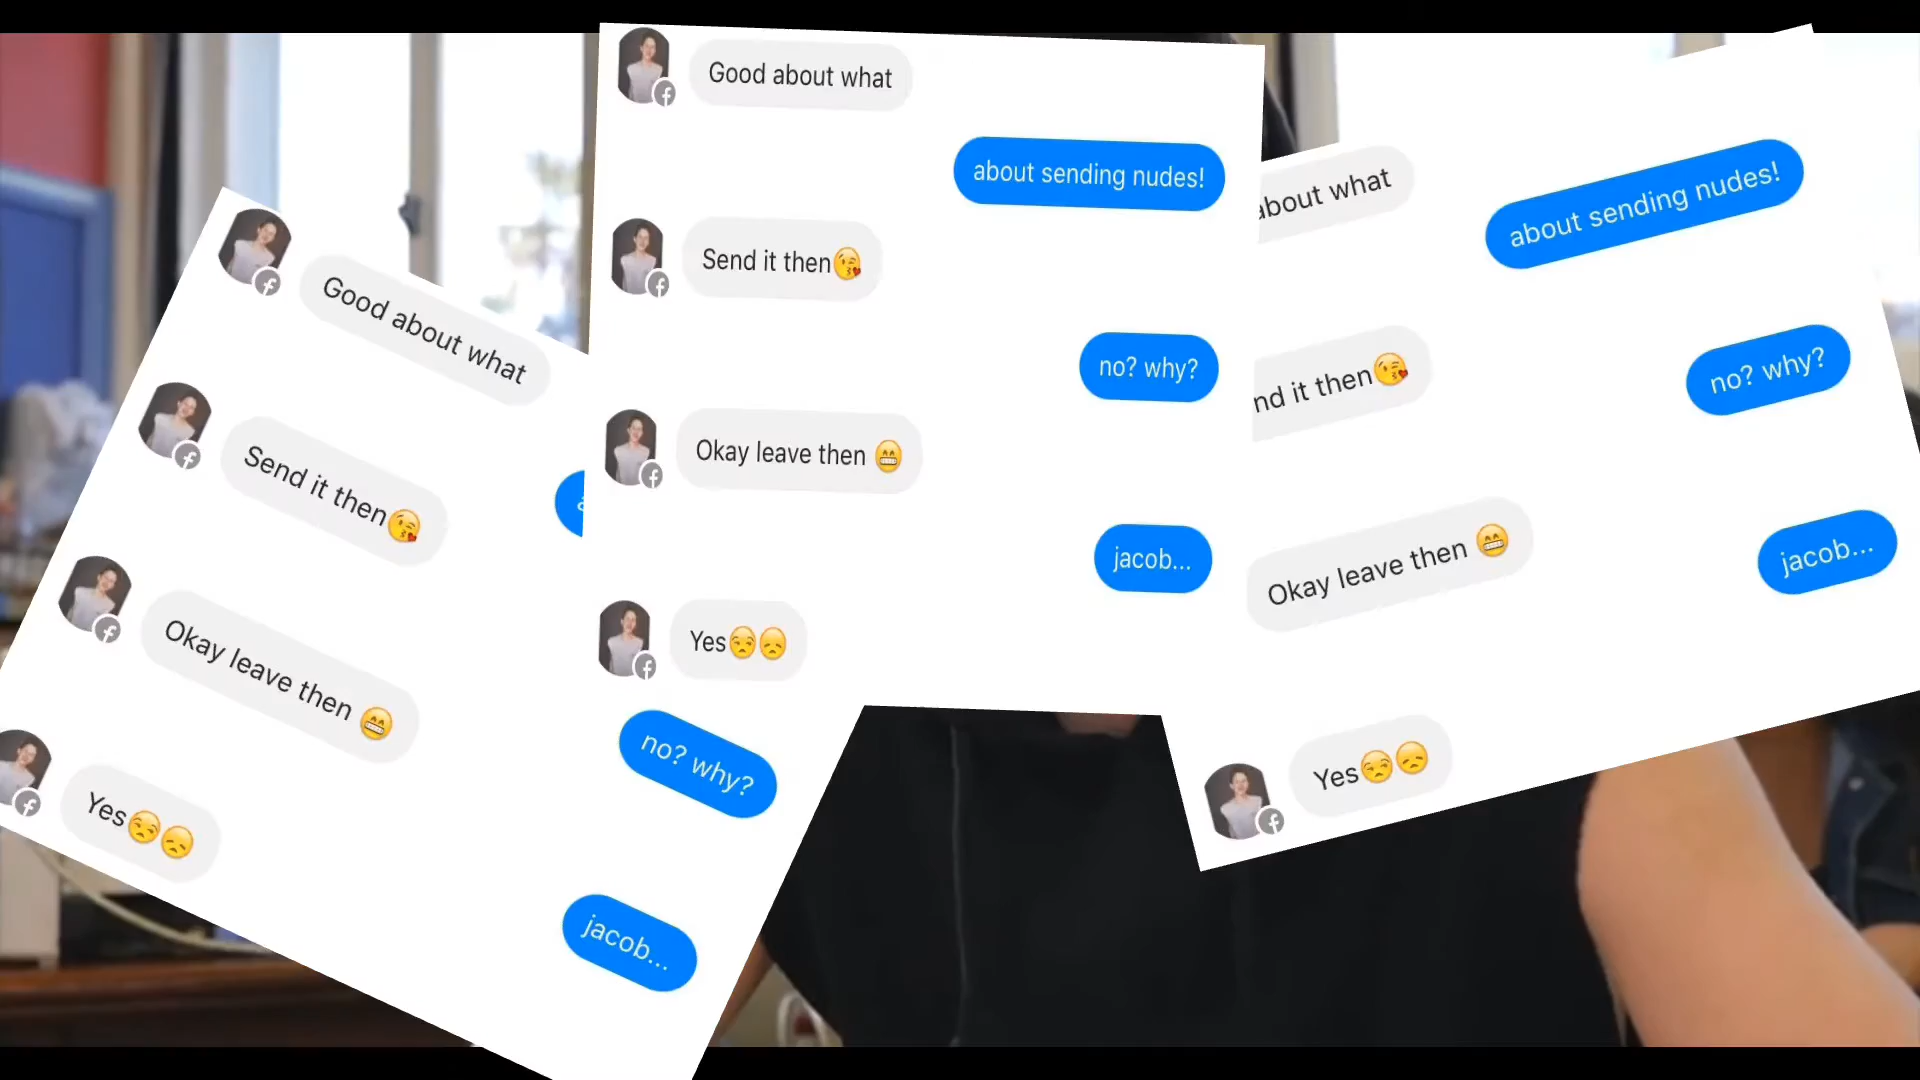 Good about what
Send it then😘
a
Okay leave then 😁
no? why?
Yes😒😞
jacob...
Good about what
about sending nudes!
Send it then😘
no? why?
Okay leave then 😁
jacob...
Yes😒😞
about what
about sending nudes!
nd it then😘
no? why?
Okay leave then 😁
jacob...
Yes😒😞